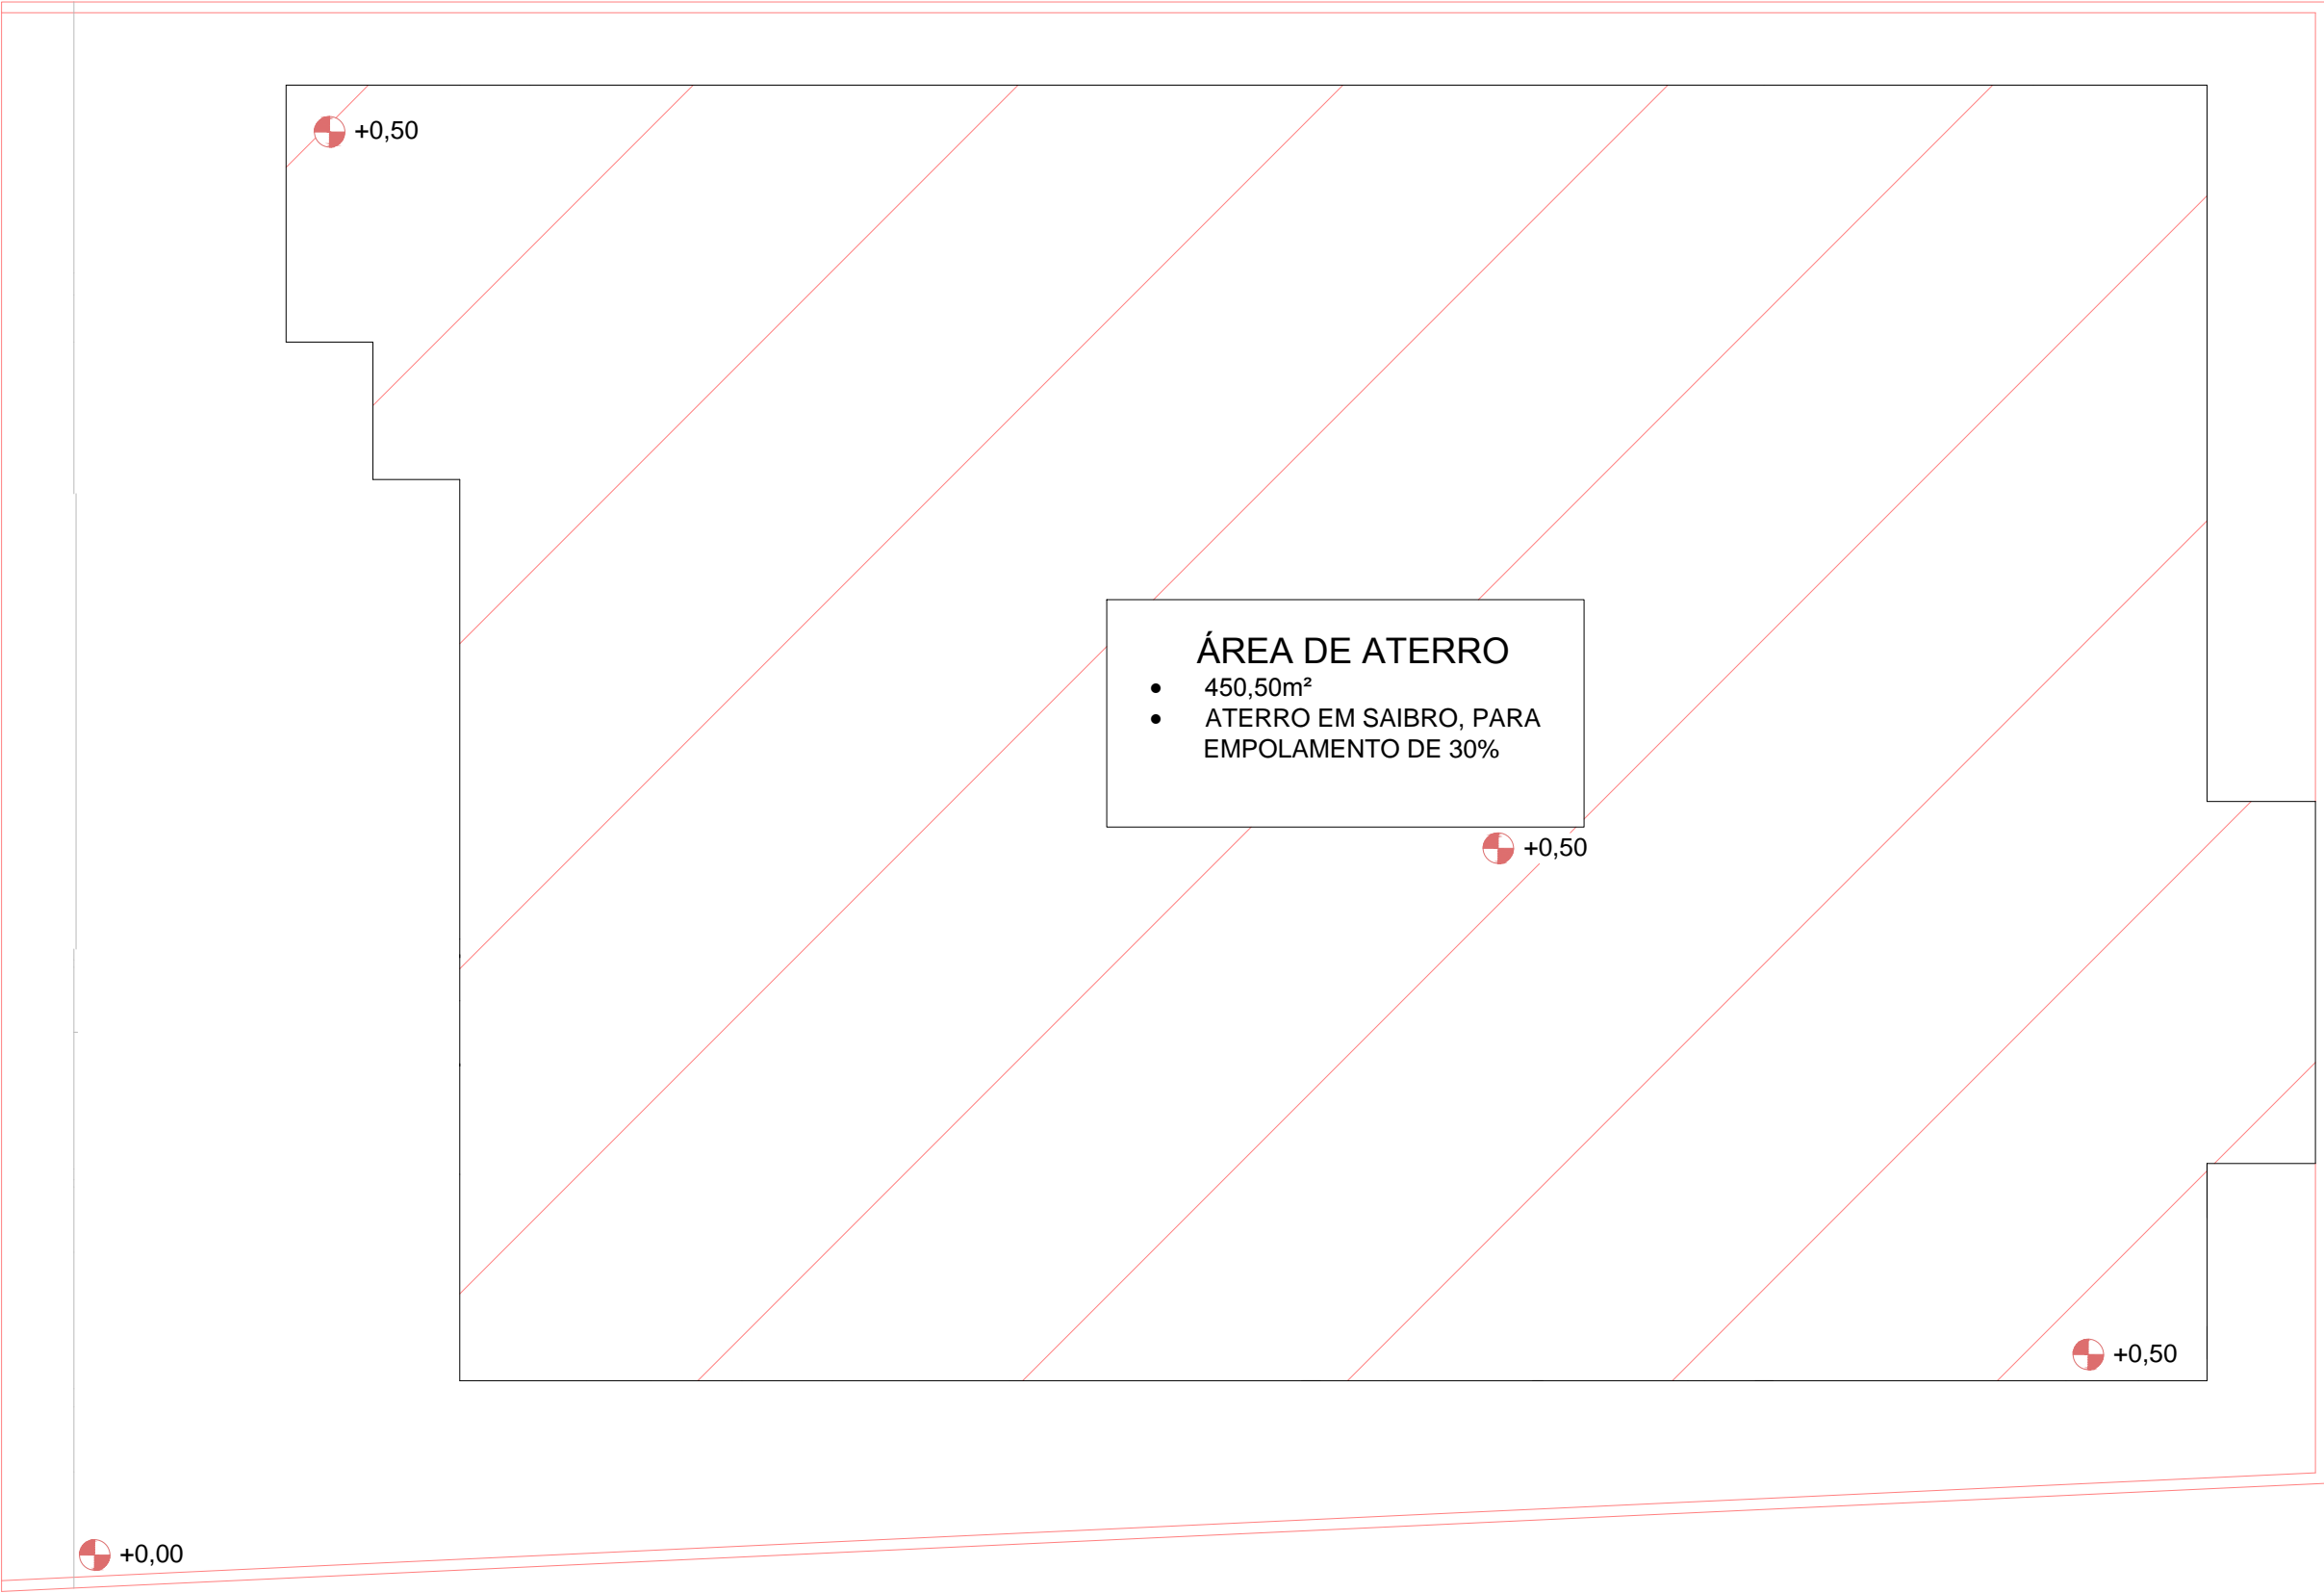 +0,50
ÁREA DE ATERRO
• 450,50m²
• ATERRO EM SAIBRO, PARA
EMPOLAMENTO DE 30%
+0,50
+0,50
+0,00